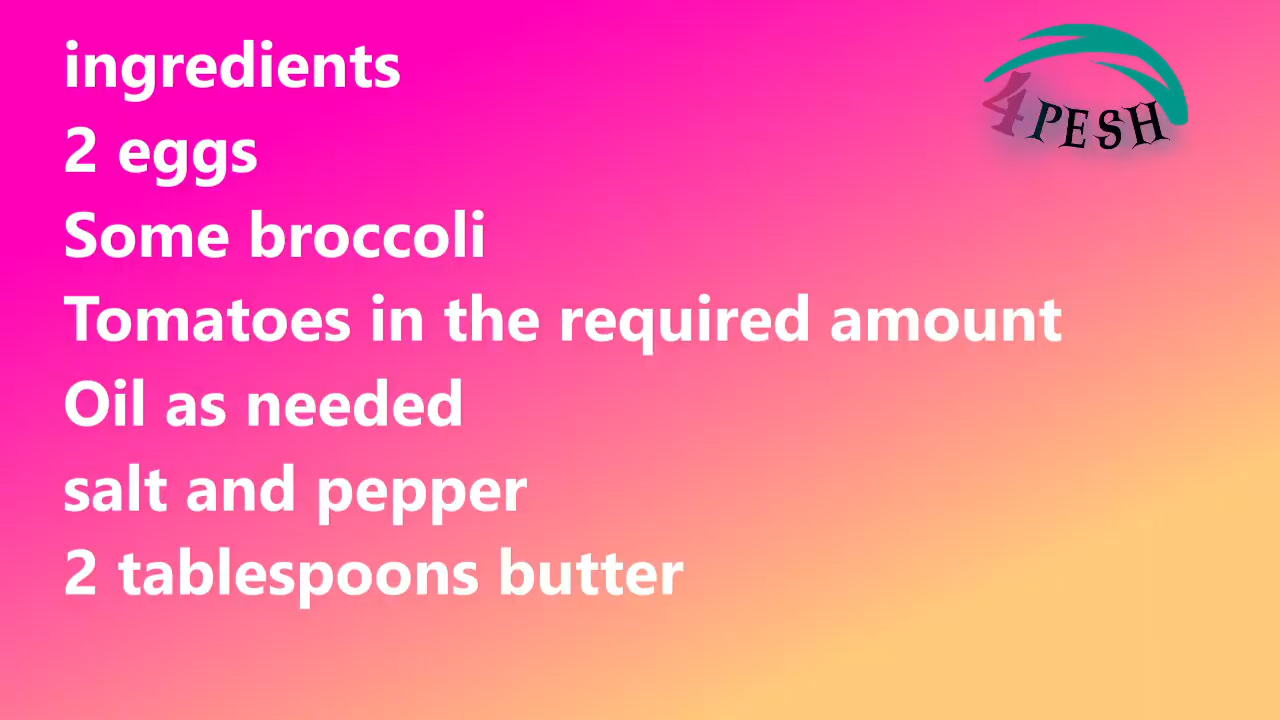 ingredients
2 eggs
Some broccoli
Tomatoes in the required amount
Oil as needed
salt and pepper
2 tablespoons butter
4PESH